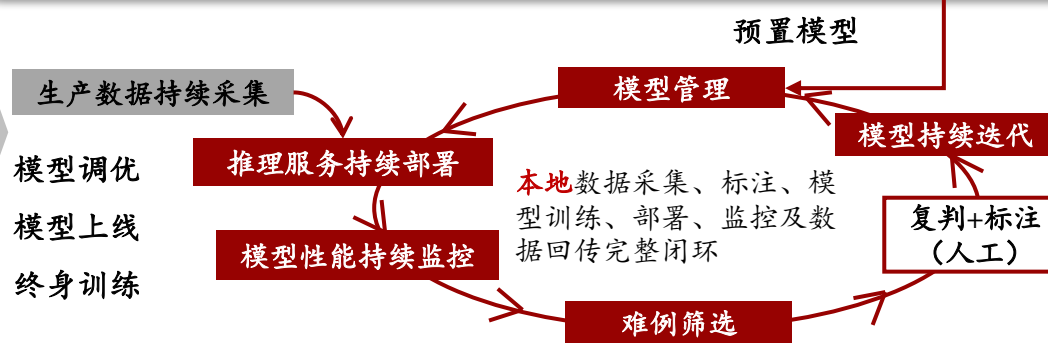 预置模型
生产数据持续采集
模型管理
模型持续迭代
推理服务持续部署
模型调优
本地数据采集、标注、模
型训练、部署、监控及数
据回传完整闭环
复判+标注
（人工）
模型上线
模型性能持续监控
终身训练
难例筛选